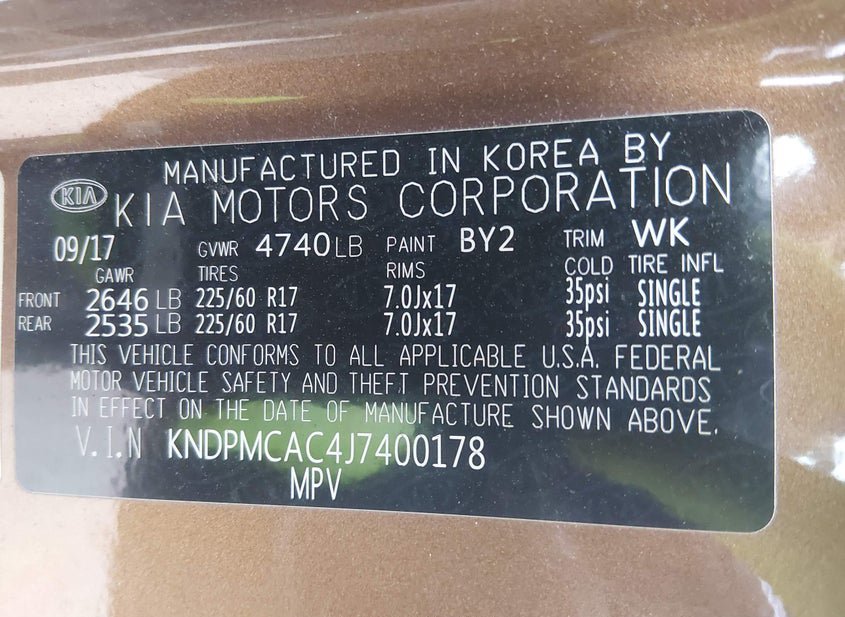 MANUFACTURED IN KOREA BY
KIA KIA MOTORS CORPORATION
09/17 GVWR 4740LB PAINT BY2 TRIM WK
GAWR TIRES RIMS COLD TIRE INFL
FRONT 2646 LB 225/60 R17 7.0Jx17 35psi SINGLE
REAR 2535 LB 225/60 R17 7.0Jx17 35psi SINGLE
THIS VEHICLE CONFORMS TO ALL APPLICABLE U.S.A. FEDERAL
MOTOR VEHICLE SAFETY AND THEFT PREVENTION STANDARDS
IN EFFECT ON THE DATE OF MANUFACTURE SHOWN ABOVE.
V.I.N KNDPMCAC4J7400178
MPV